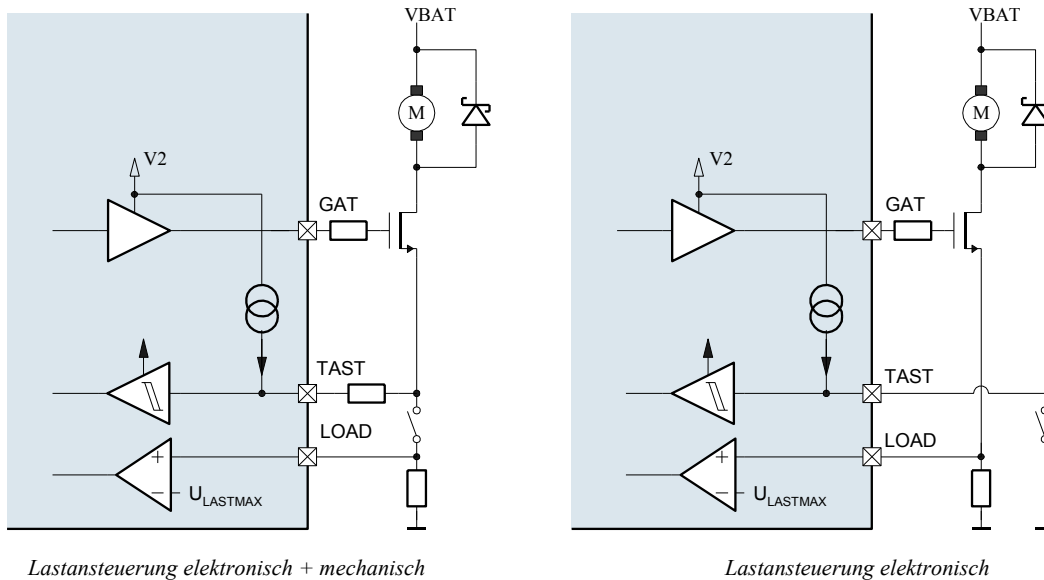 VBAT
M
V2
GAT
TAST
LOAD
+
−
U_LASTMAX
Lastansteuerung elektronisch + mechanisch
VBAT
M
V2
GAT
TAST
LOAD
+
−
U_LASTMAX
Lastansteuerung elektronisch